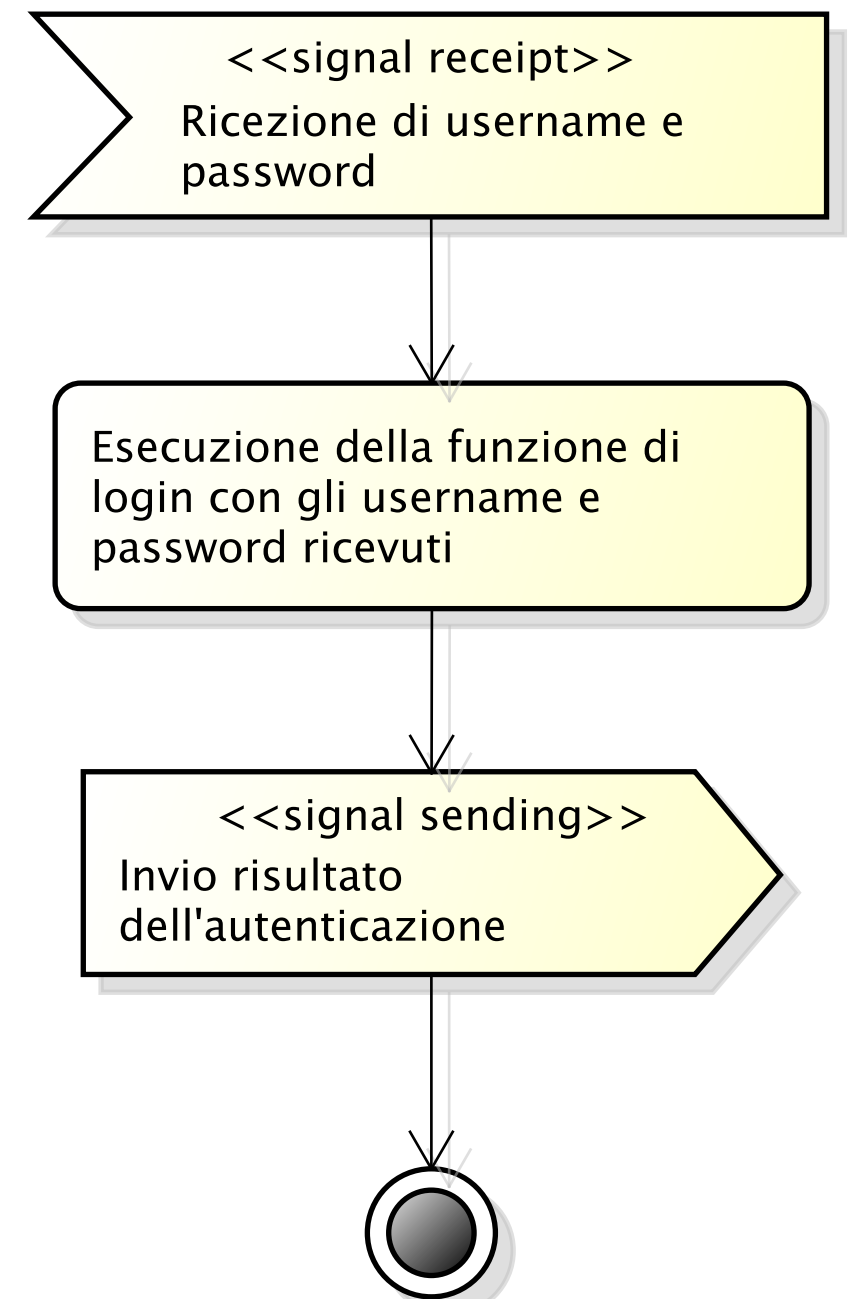 <<signal receipt>>
Ricezione di username e
password
Esecuzione della funzione di
login con gli username e
password ricevuti
<<signal sending>>
Invio risultato
dell'autenticazione